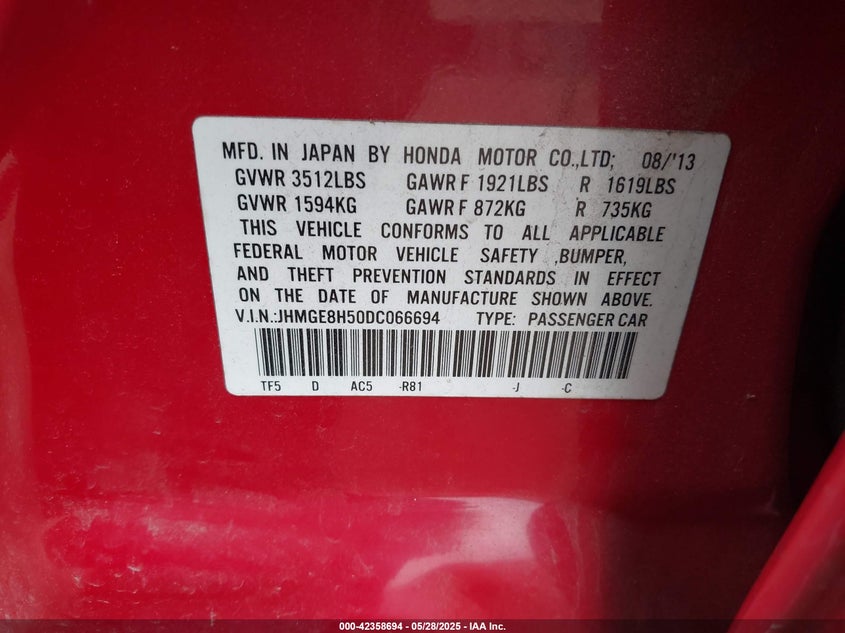 MFD. IN JAPAN BY HONDA MOTOR CO.,LTD; 08/'13
GVWR 3512LBS GAWR F 1921LBS R 1619LBS
GVWR 1594KG GAWR F 872KG R 735KG
THIS VEHICLE CONFORMS TO ALL APPLICABLE
FEDERAL MOTOR VEHICLE SAFETY ,BUMPER,
AND THEFT PREVENTION STANDARDS IN EFFECT
ON THE DATE OF MANUFACTURE SHOWN ABOVE.
V.I.N.:JHMGE8H50DC066694 TYPE: PASSENGER CAR
TF5 D AC5 -R81 -J -C
000-42358694 - 05/28/2025 - IAA Inc.